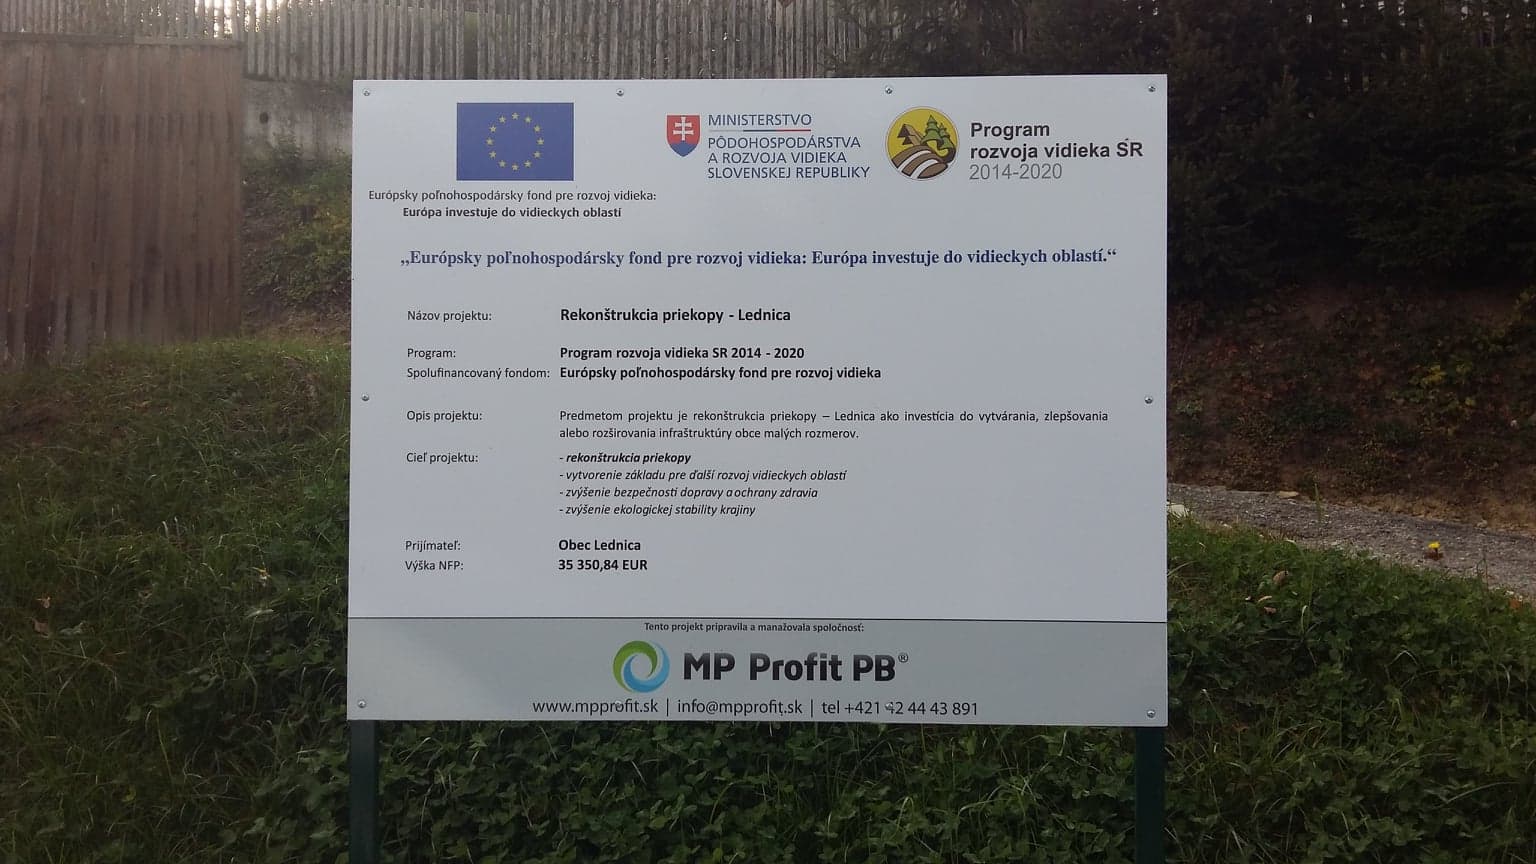 MINISTERSTVO
PÔDOHOSPODÁRSTVA
A ROZVOJA VIDIEKA
SLOVENSKEJ REPUBLIKY
Program
rozvoja vidieka SR
2014-2020
Európsky poľnohospodársky fond pre rozvoj vidieka:
Európa investuje do vidieckych oblastí
„Európsky poľnohospodársky fond pre rozvoj vidieka: Európa investuje do vidieckych oblastí.“
Názov projektu: Rekonštrukcia priekopy - Lednica
Program: Program rozvoja vidieka SR 2014 - 2020
Spolufinancovaný fondom: Európsky poľnohospodársky fond pre rozvoj vidieka
Opis projektu: Predmetom projektu je rekonštrukcia priekopy – Lednica ako investícia do vytvárania, zlepšovania
alebo rozširovania infraštruktúry obce malých rozmerov.
Cieľ projektu: - rekonštrukcia priekopy
- vytvorenie základu pre ďalší rozvoj vidieckych oblastí
- zvýšenie bezpečnosti dopravy a ochrany zdravia
- zvýšenie ekologickej stability krajiny
Prijímateľ: Obec Lednica
Výška NFP: 35 350,84 EUR
Tento projekt pripravila a manažovala spoločnosť:
MP Profit PB®
www.mpprofit.sk | info@mpprofit.sk | tel +421 42 44 43 891